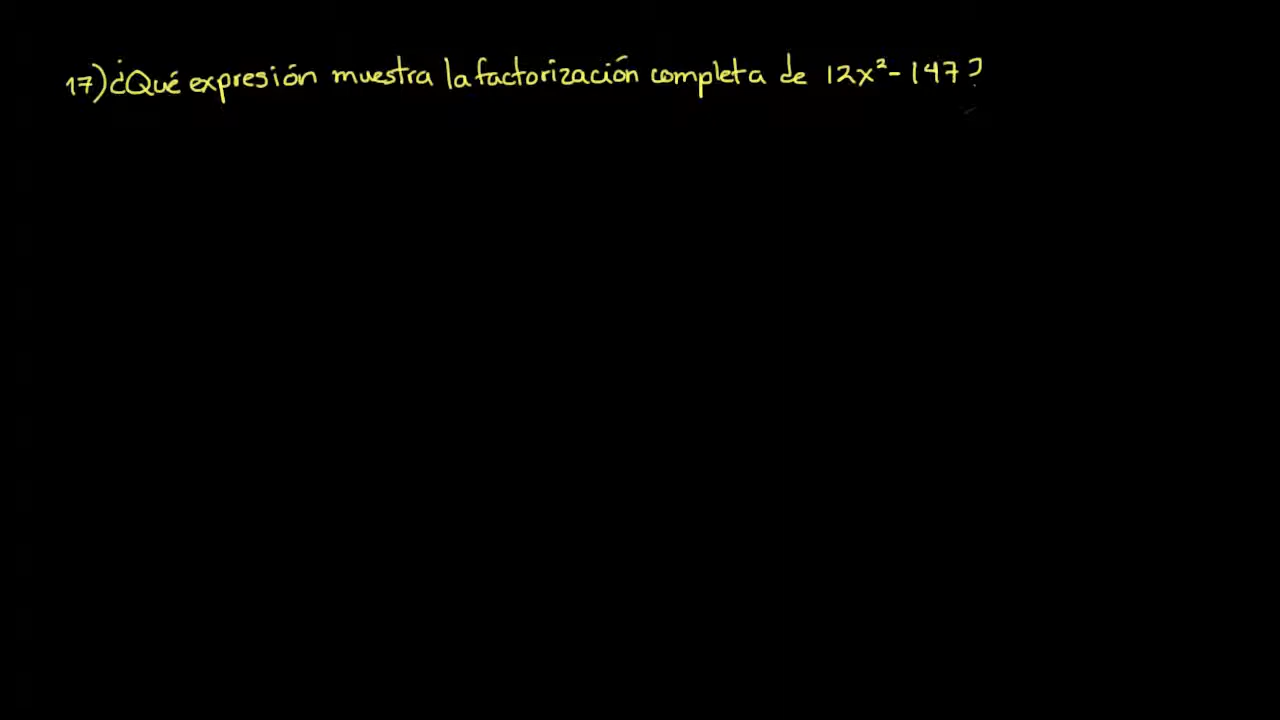 17) ¿Qué expresión muestra la factorización completa de 12x² - 147?